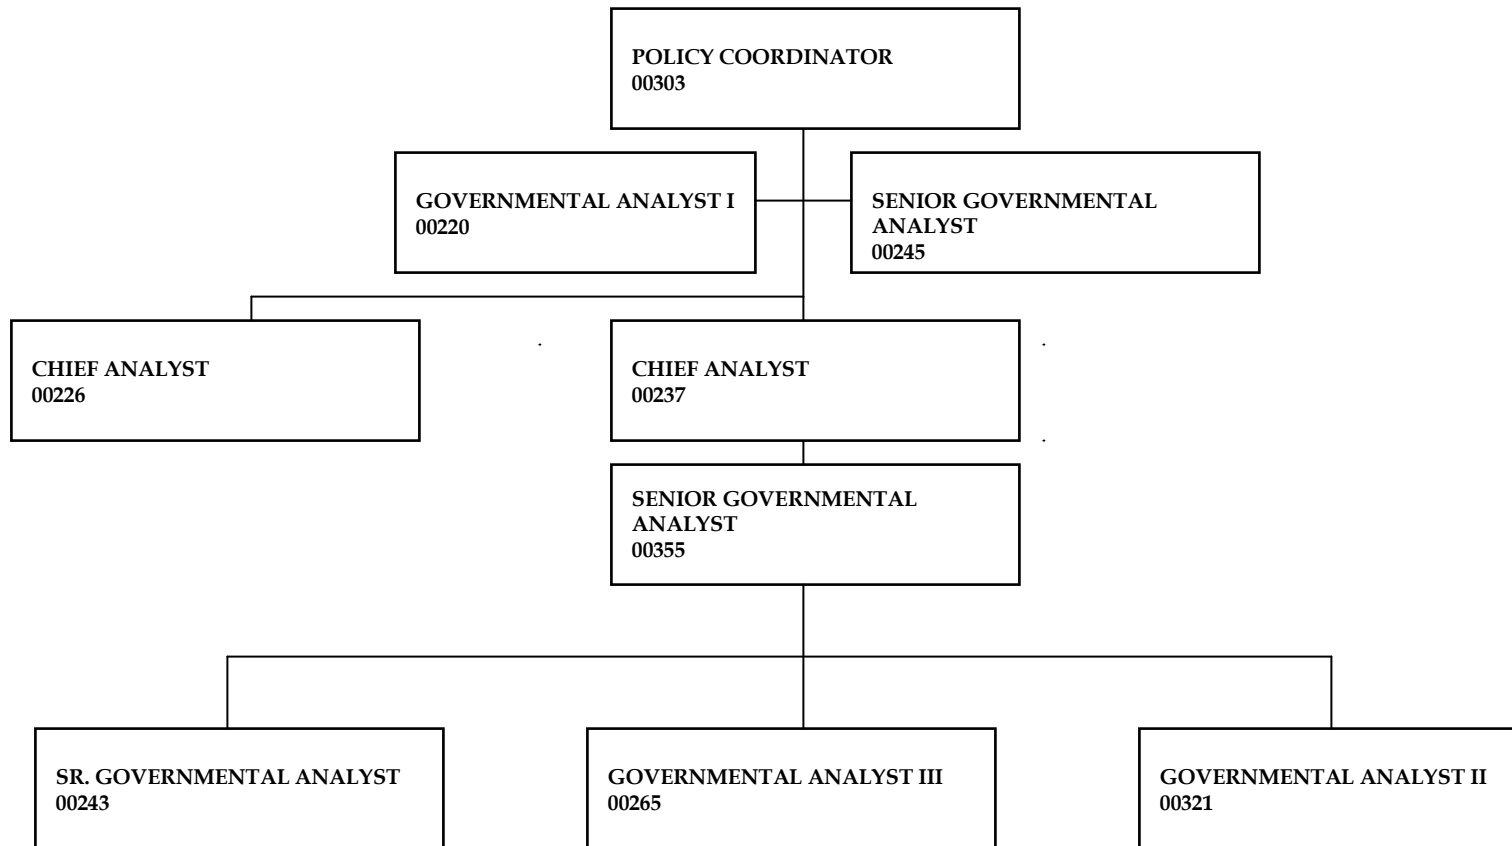 POLICY COORDINATOR
00303
GOVERNMENTAL ANALYST I
00220
SENIOR GOVERNMENTAL
ANALYST
00245
CHIEF ANALYST
00226
.
CHIEF ANALYST
00237
.
.
SENIOR GOVERNMENTAL
ANALYST
00355
SR. GOVERNMENTAL ANALYST
00243
GOVERNMENTAL ANALYST III
00265
GOVERNMENTAL ANALYST II
00321